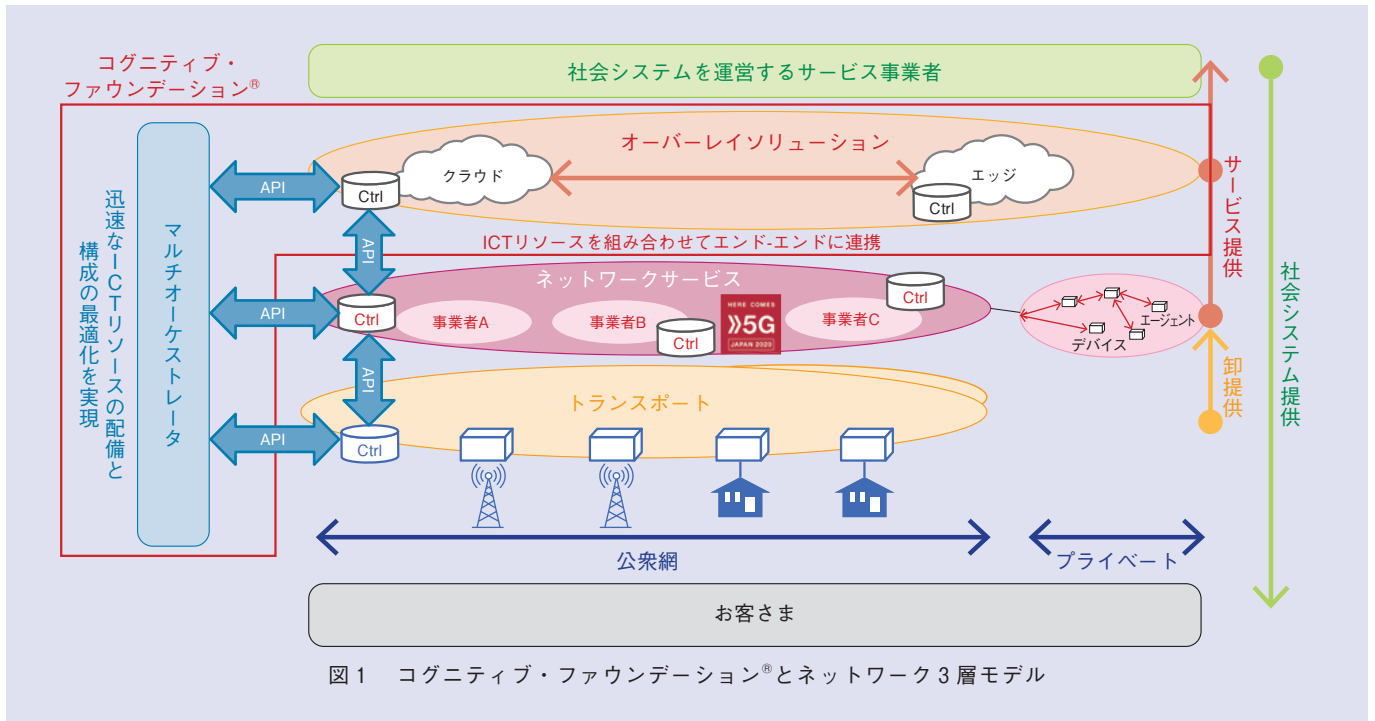 コグニティブ・
ファウンデーション®
社会システムを運営するサービス事業者
オーバーレイソリューション
クラウド
エッジ
Ctrl
Ctrl
API
API
ICTリソースを組み合わせてエンド-エンドに連携
迅速なICTリソースの配備と
構成の最適化を実現
マルチオーケストレータ
ネットワークサービス
API
Ctrl
事業者A
事業者B
Ctrl
HERE COMES
5G
JAPAN 2020
事業者C
Ctrl
デバイス
エージェント
API
トランスポート
API
Ctrl
サービス提供
卸提供
社会システム提供
公衆網
プライベート
お客さま
図1 コグニティブ・ファウンデーション®とネットワーク3層モデル